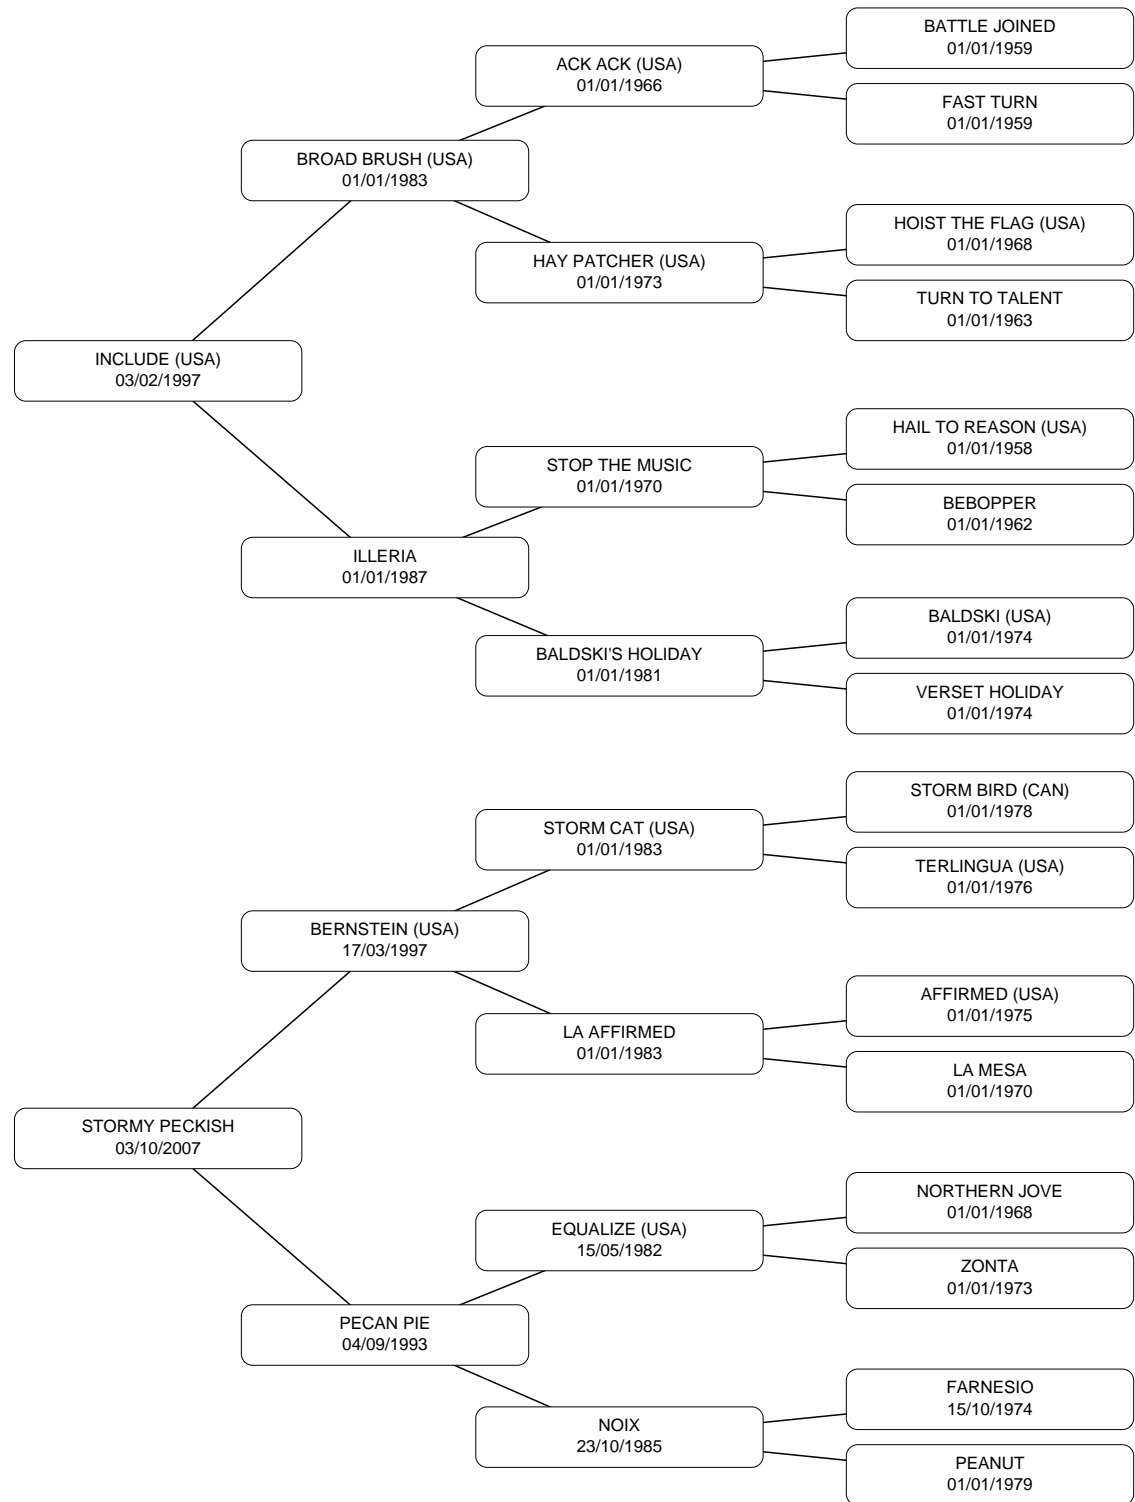 BATTLE JOINED
01/01/1959
ACK ACK (USA)
01/01/1966
FAST TURN
01/01/1959
BROAD BRUSH (USA)
01/01/1983
HOIST THE FLAG (USA)
01/01/1968
HAY PATCHER (USA)
01/01/1973
TURN TO TALENT
01/01/1963
INCLUDE (USA)
03/02/1997
HAIL TO REASON (USA)
01/01/1958
STOP THE MUSIC
01/01/1970
BEBOPPER
01/01/1962
ILLERIA
01/01/1987
BALDSKI (USA)
01/01/1974
BALDSKI'S HOLIDAY
01/01/1981
VERSET HOLIDAY
01/01/1974
STORM BIRD (CAN)
01/01/1978
STORM CAT (USA)
01/01/1983
TERLINGUA (USA)
01/01/1976
BERNSTEIN (USA)
17/03/1997
AFFIRMED (USA)
01/01/1975
LA AFFIRMED
01/01/1983
LA MESA
01/01/1970
STORMY PECKISH
03/10/2007
NORTHERN JOVE
01/01/1968
EQUALIZE (USA)
15/05/1982
ZONTA
01/01/1973
PECAN PIE
04/09/1993
FARNESIO
15/10/1974
NOIX
23/10/1985
PEANUT
01/01/1979